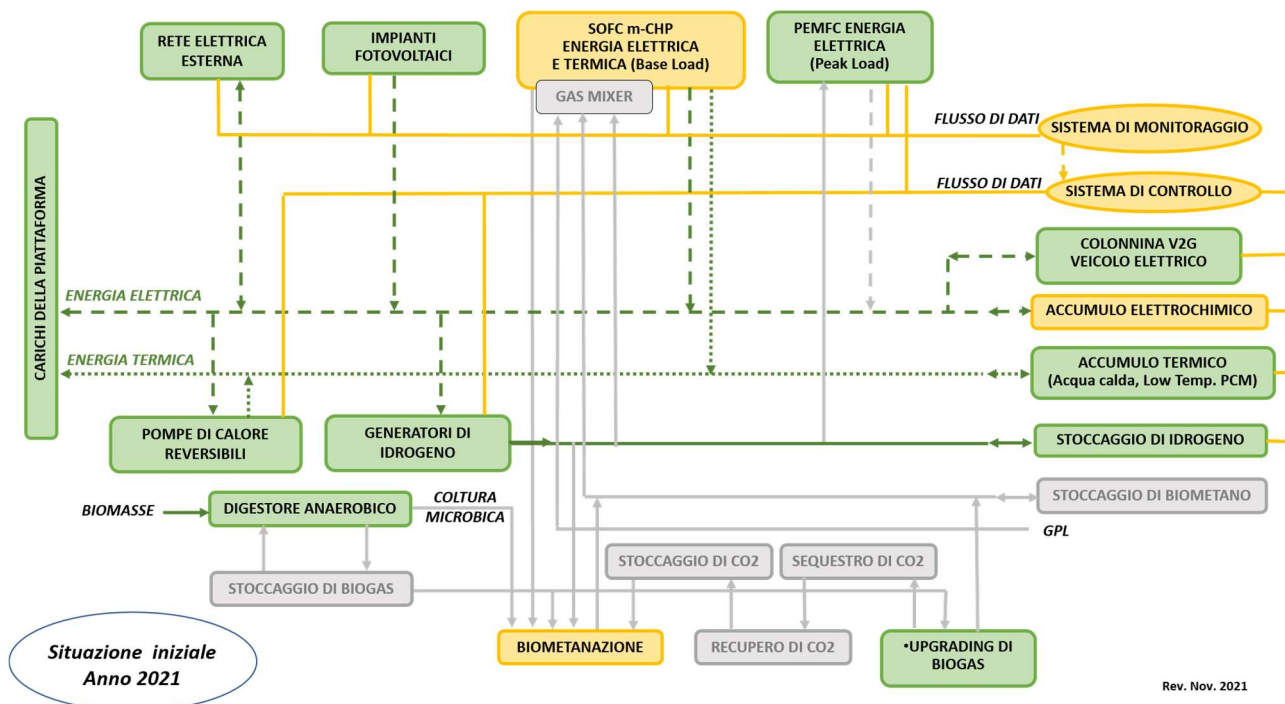 RETE ELETTRICA
ESTERNA
IMPIANTI
FOTOVOLTAICI
SOFC m-CHP
ENERGIA ELETTRICA
E TERMICA (Base Load)
GAS MIXER
PEMFC ENERGIA
ELETTRICA
(Peak Load)
FLUSSO DI DATI
SISTEMA DI MONITORAGGIO
FLUSSO DI DATI
SISTEMA DI CONTROLLO
CARICHI DELLA PIATTAFORMA
COLONNINA V2G
VEICOLO ELETTRICO
ENERGIA ELETTRICA
ACCUMULO ELETTROCHIMICO
ENERGIA TERMICA
ACCUMULO TERMICO
(Acqua calda, Low Temp. PCM)
POMPE DI CALORE
REVERSIBILI
GENERATORI DI
IDROGENO
STOCCAGGIO DI IDROGENO
BIOMASSE
DIGESTORE ANAEROBICO
COLTURA
MICROBICA
STOCCAGGIO DI BIOMETANO
GPL
STOCCAGGIO DI BIOGAS
STOCCAGGIO DI CO2
SEQUESTRO DI CO2
BIOMETANAZIONE
RECUPERO DI CO2
•UPGRADING DI
BIOGAS
Situazione iniziale
Anno 2021
Rev. Nov. 2021